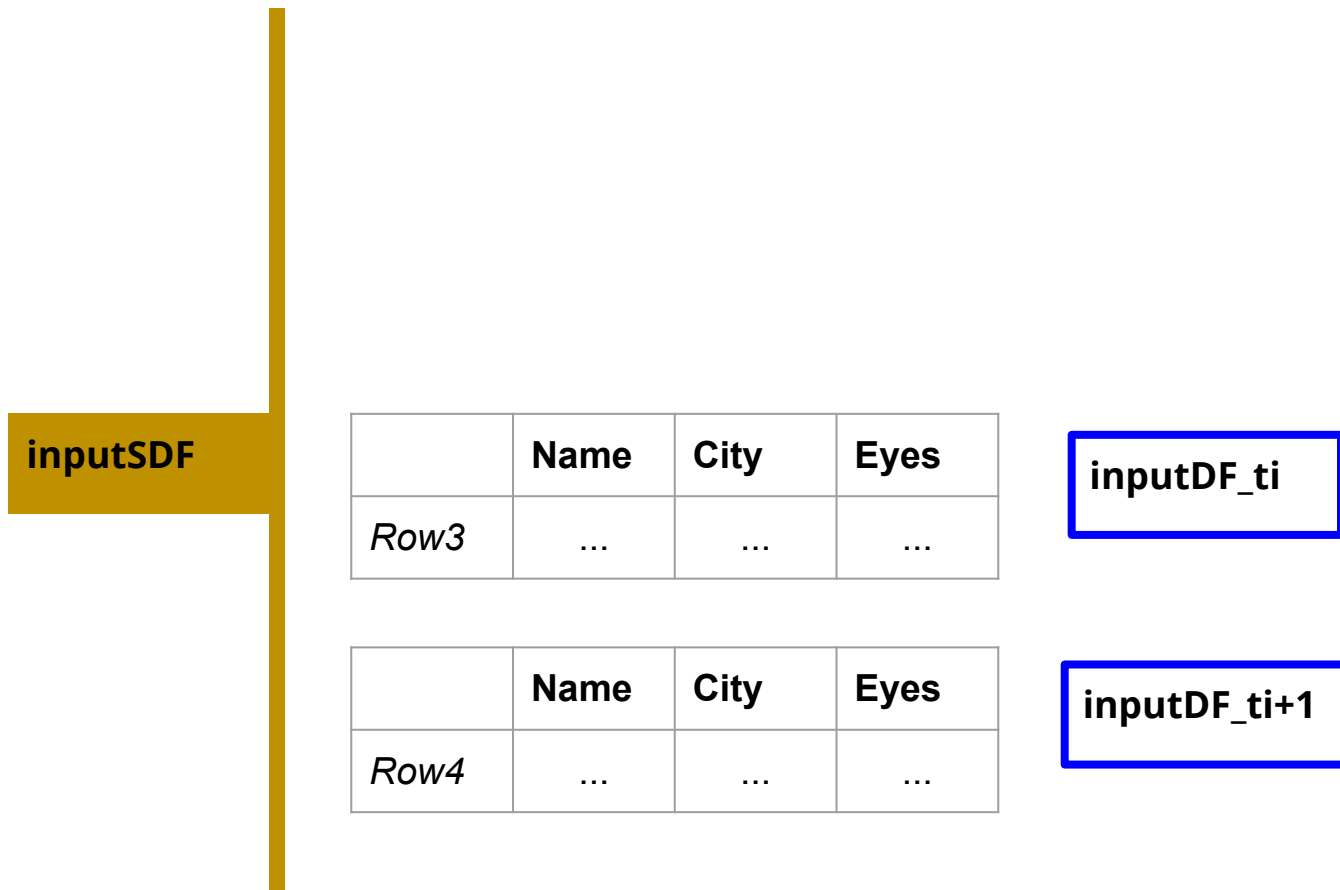 inputSDF
Name City Eyes
Row3 ... ... ...
inputDF_ti
Name City Eyes
Row4 ... ... ...
inputDF_ti+1